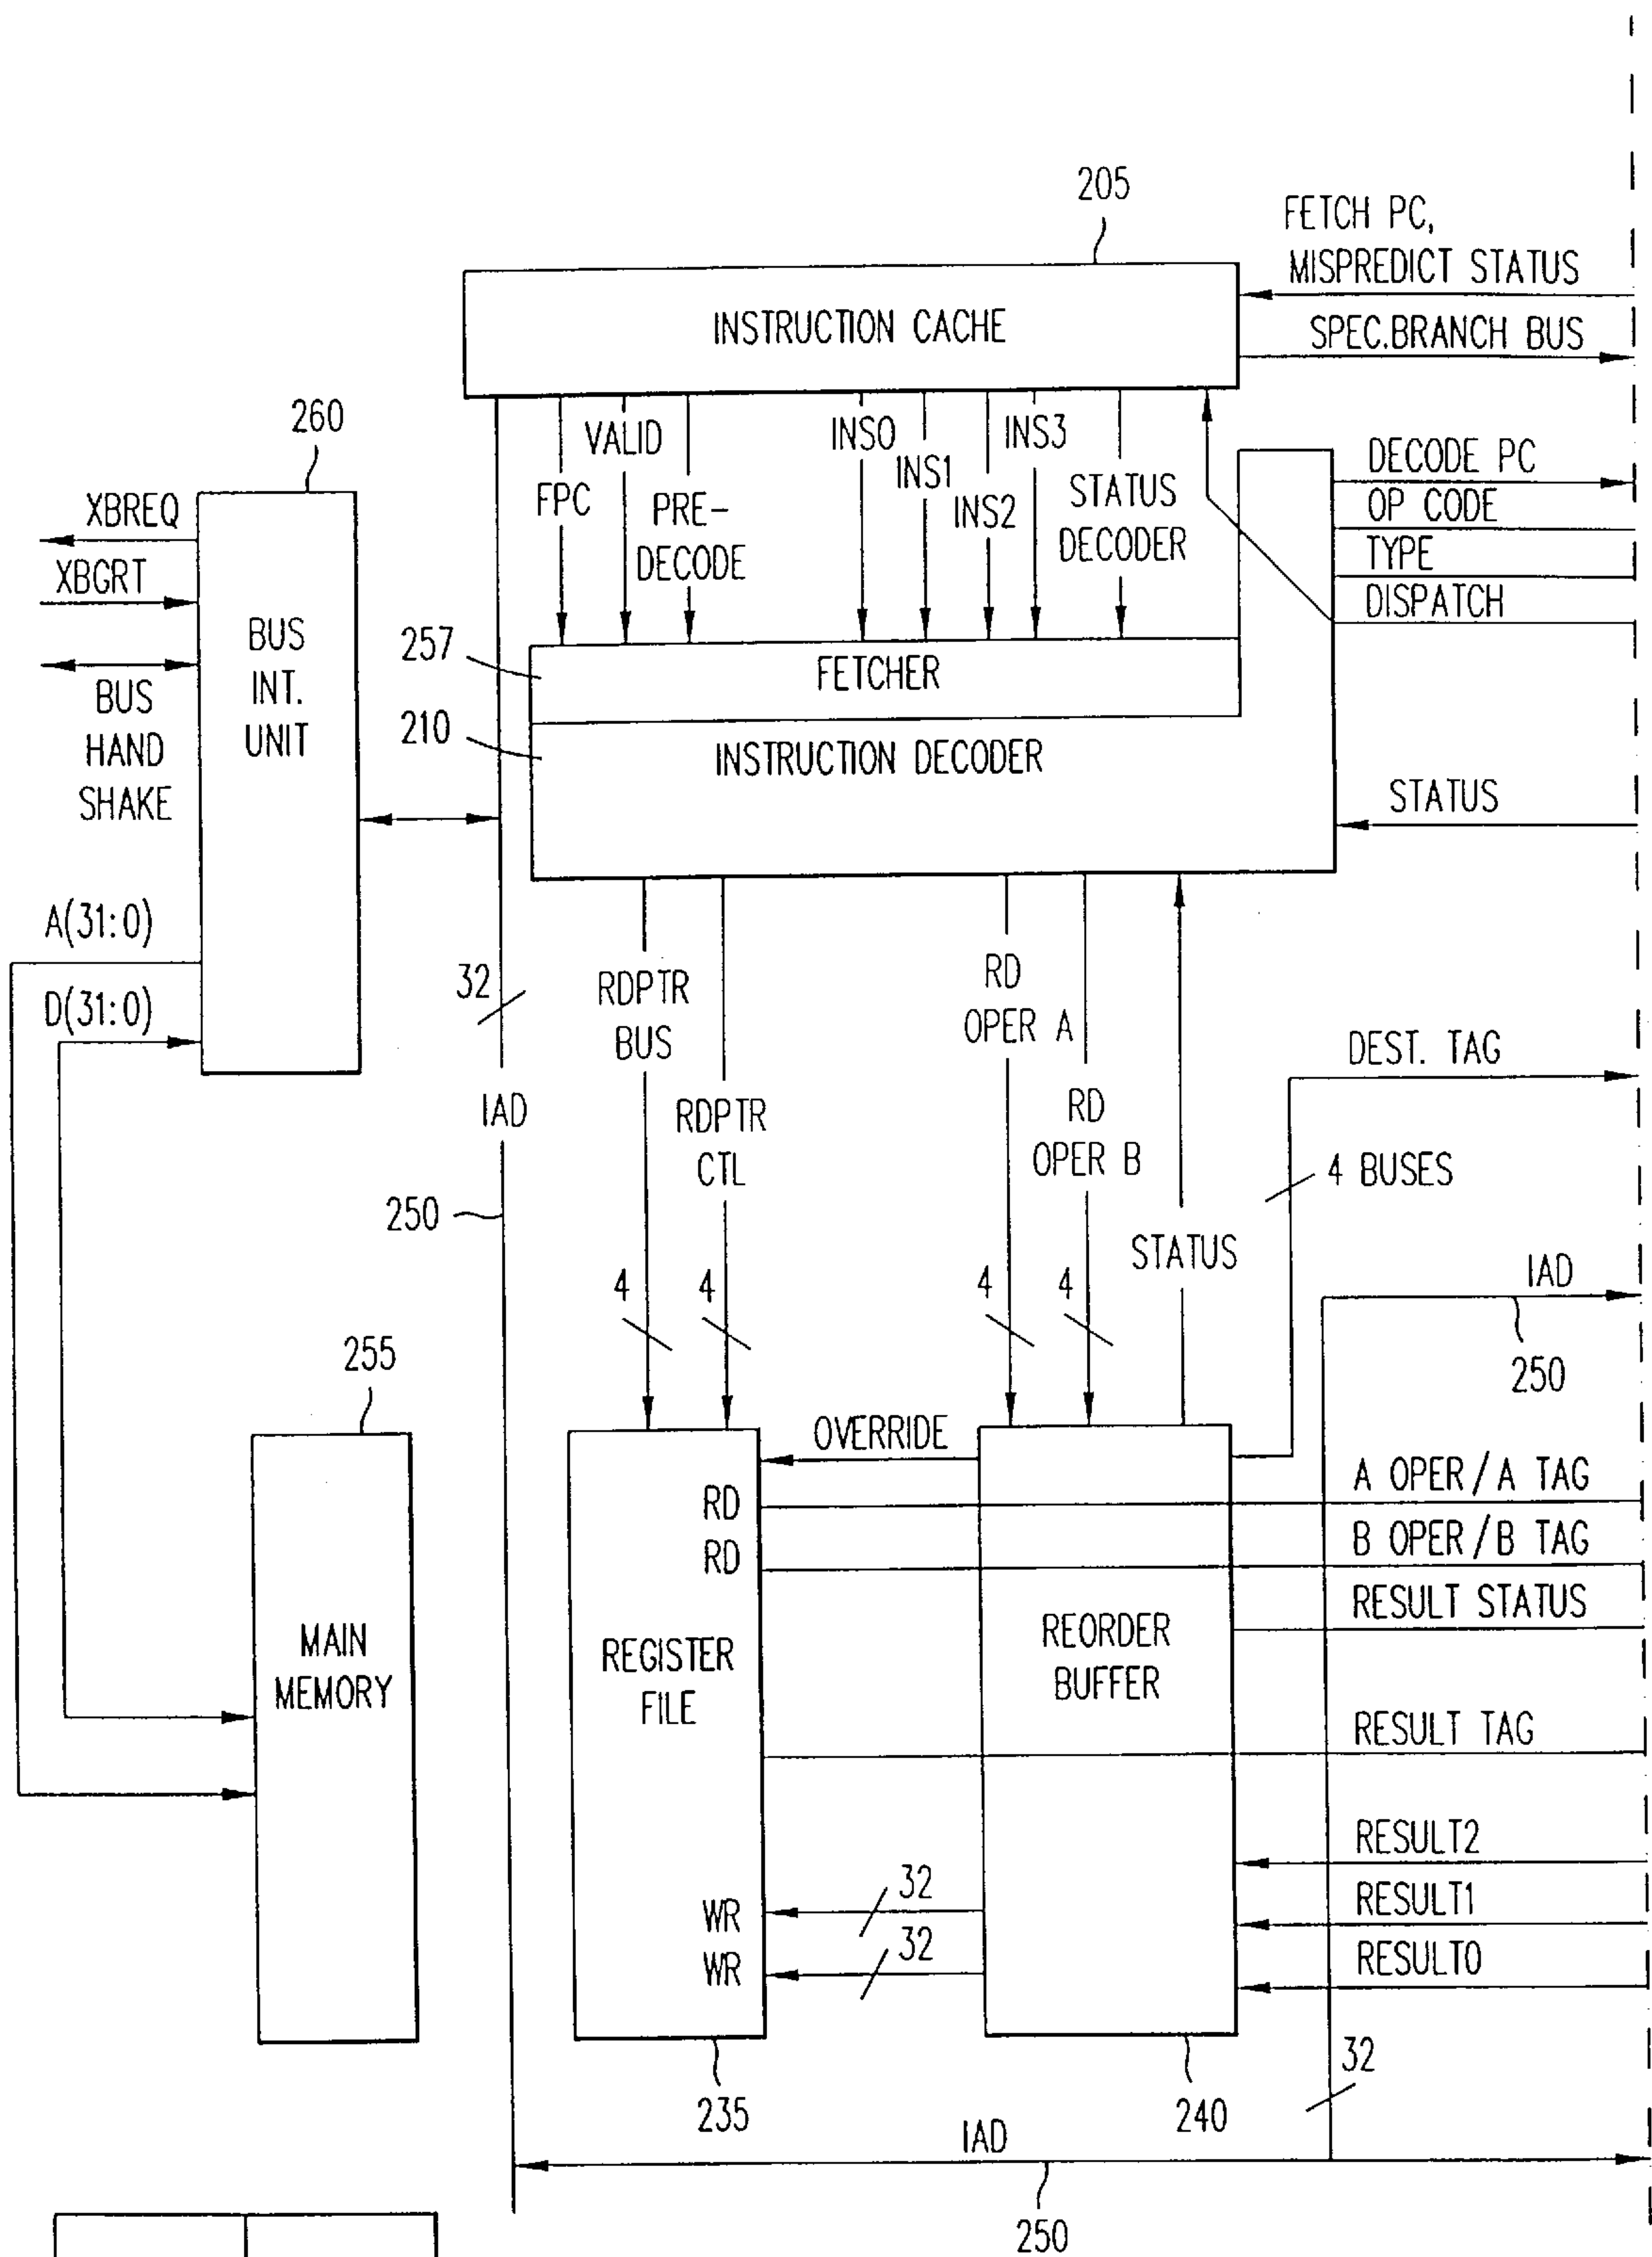 205
FETCH PC,
MISPREDICT STATUS
INSTRUCTION CACHE
SPEC.BRANCH BUS
260
VALID
INS0
INS3
INS1
FPC
PRE-
DECODE
INS2
STATUS
DECODER
DECODE PC
OP CODE
TYPE
DISPATCH
XBREQ
XBGRT
BUS
INT.
UNIT
BUS
HAND
SHAKE
257
FETCHER
210
INSTRUCTION DECODER
STATUS
A(31:0)
D(31:0)
32
RDPTR
BUS
RD
OPER A
DEST. TAG
IAD
RDPTR
CTL
RD
OPER B
4 BUSES
250
STATUS
4
4
4
4
IAD
250
255
OVERRIDE
RD
RD
A OPER/A TAG
B OPER/B TAG
RESULT STATUS
MAIN
MEMORY
REGISTER
FILE
REORDER
BUFFER
RESULT TAG
RESULT2
WR
32
RESULT1
WR
32
RESULT0
235
240
32
IAD
250